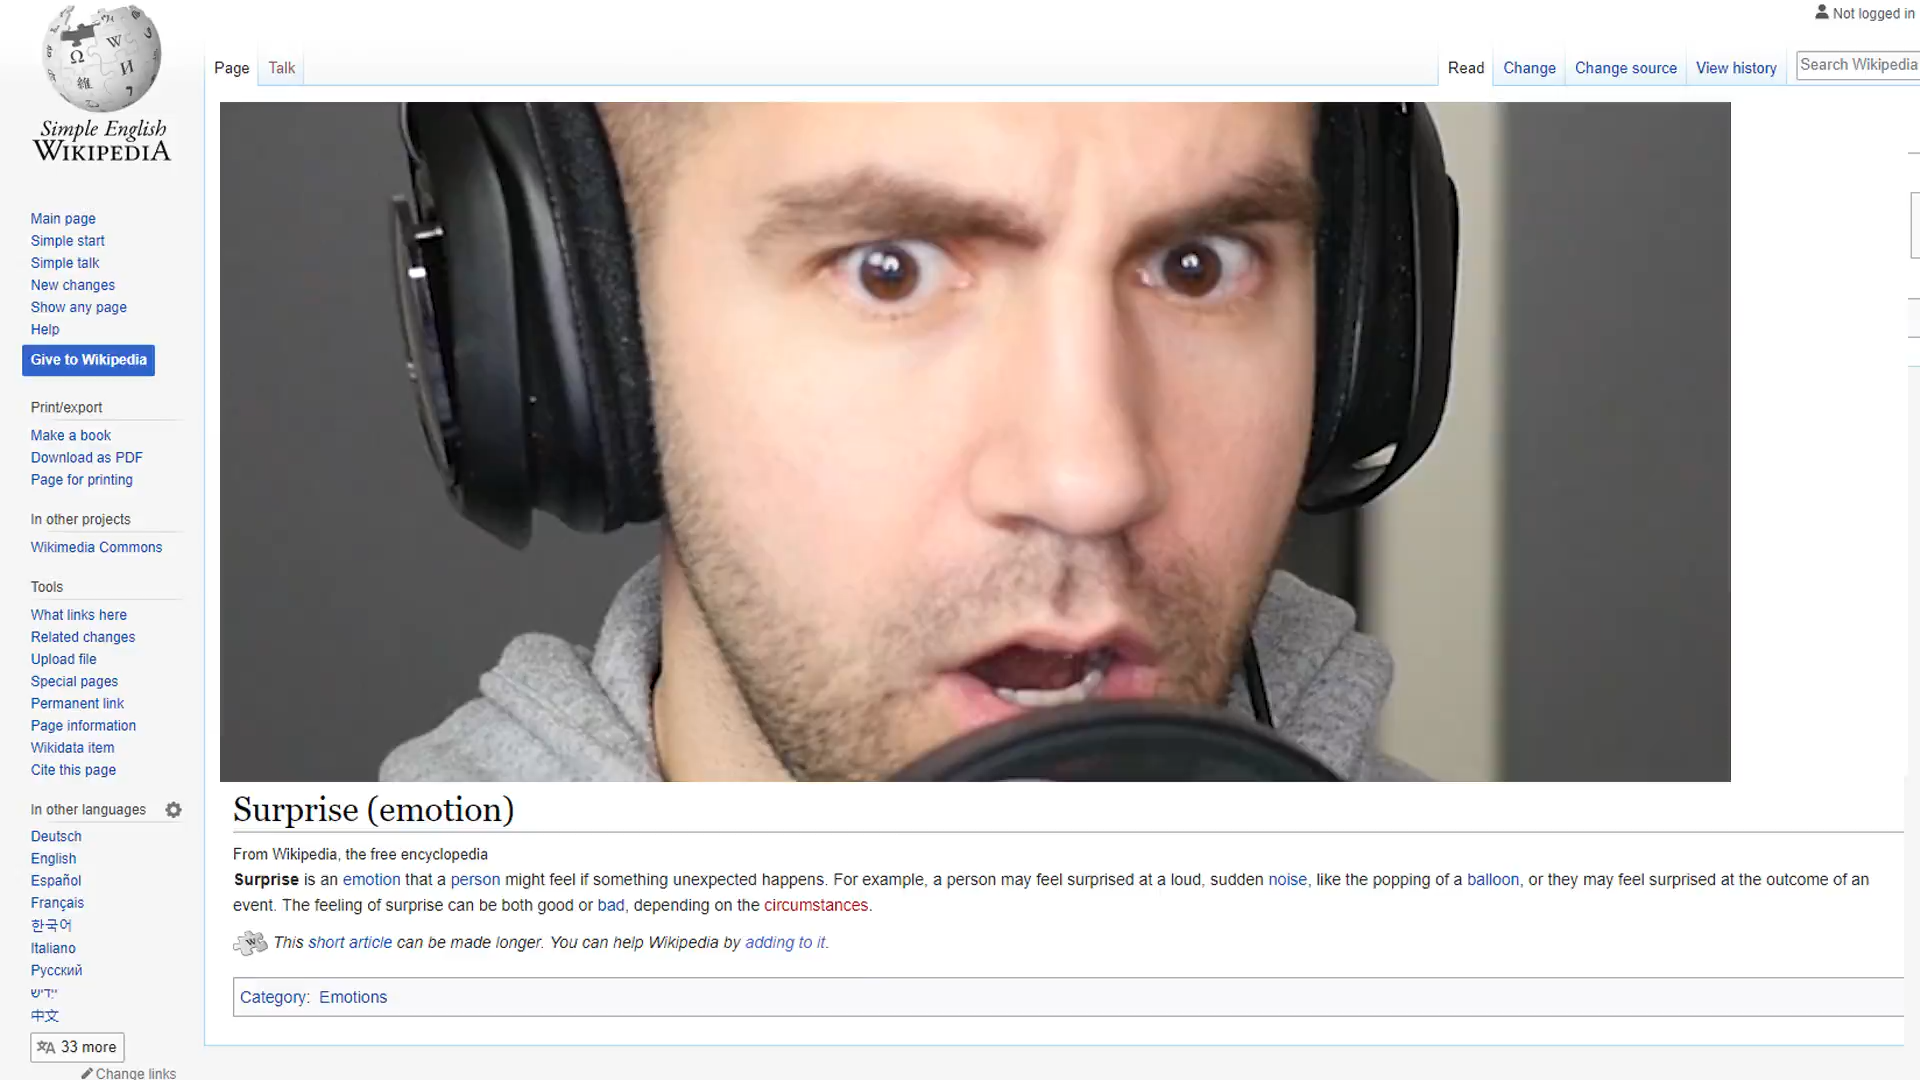 Not logged in
Simple English
WIKIPEDIA
Page
Talk
Read
Change
Change source
View history
Search Wikipedia
Main page
Simple start
Simple talk
New changes
Show any page
Help
Give to Wikipedia
Print/export
Make a book
Download as PDF
Page for printing
In other projects
Wikimedia Commons
Tools
What links here
Related changes
Upload file
Special pages
Permanent link
Page information
Wikidata item
Cite this page
In other languages
Deutsch
English
Español
Français
한국어
Italiano
Русский
ייִדיש
中文
33 more
Change links
Surprise (emotion)
From Wikipedia, the free encyclopedia
Surprise is an emotion that a person might feel if something unexpected happens. For example, a person may feel surprised at a loud, sudden noise, like the popping of a balloon, or they may feel surprised at the outcome of an
event. The feeling of surprise can be both good or bad, depending on the circumstances.
This short article can be made longer. You can help Wikipedia by adding to it.
Category: Emotions